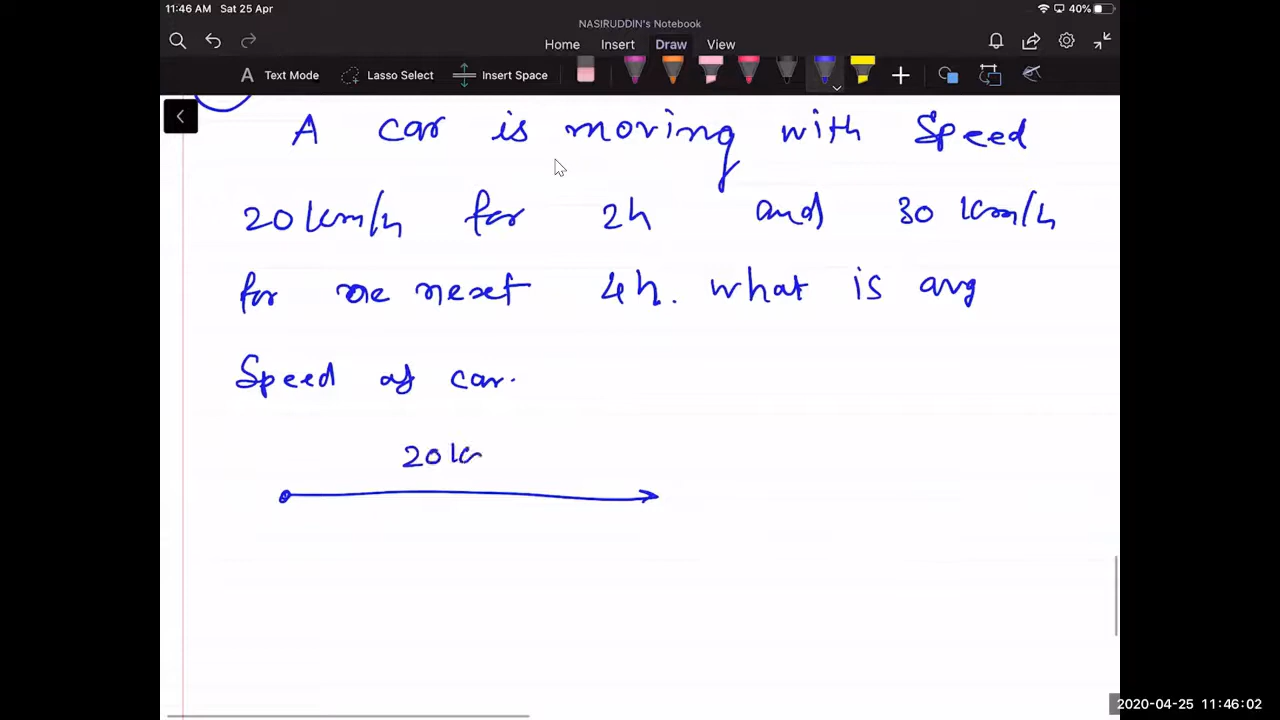 11:46 AM Sat 25 Apr
40%
NASIRUDDIN's Notebook
Home Insert Draw View
Text Mode Lasso Select Insert Space
A car is moving with Speed
20 km/h for 2h and 30 km/h
for the next 4h. what is avg
Speed of car.
20 k
2020-04-25 11:46:02